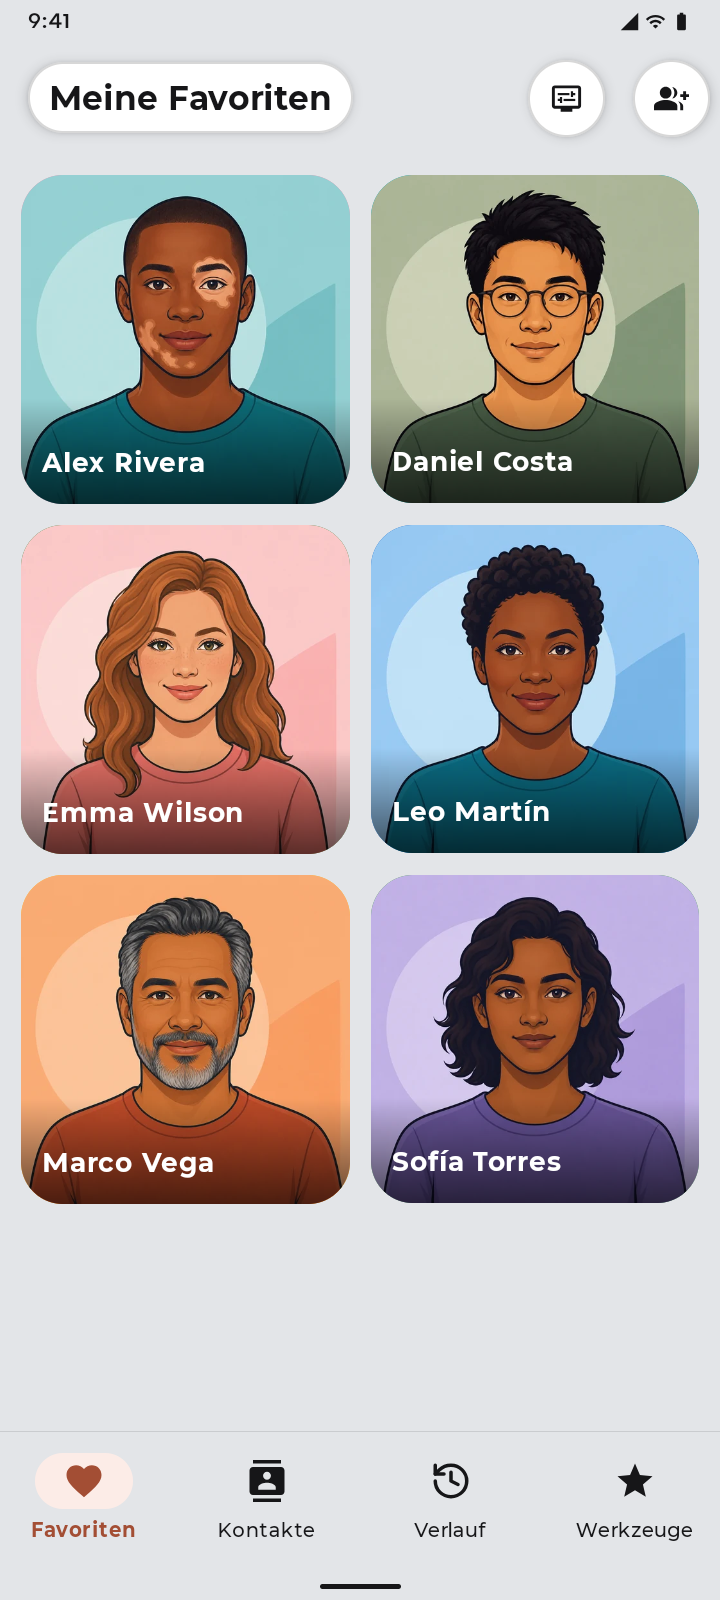 9:41
Meine Favoriten
Alex Rivera
Daniel Costa
Emma Wilson
Leo Martín
Marco Vega
Sofía Torres
Favoriten
Kontakte
Verlauf
Werkzeuge